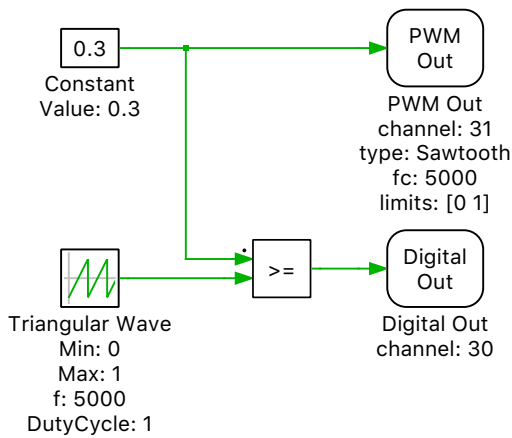 0.3
Constant
Value: 0.3
PWM
Out
PWM Out
channel: 31
type: Sawtooth
fc: 5000
limits: [0 1]
>=
Digital
Out
Digital Out
channel: 30
Triangular Wave
Min: 0
Max: 1
f: 5000
DutyCycle: 1